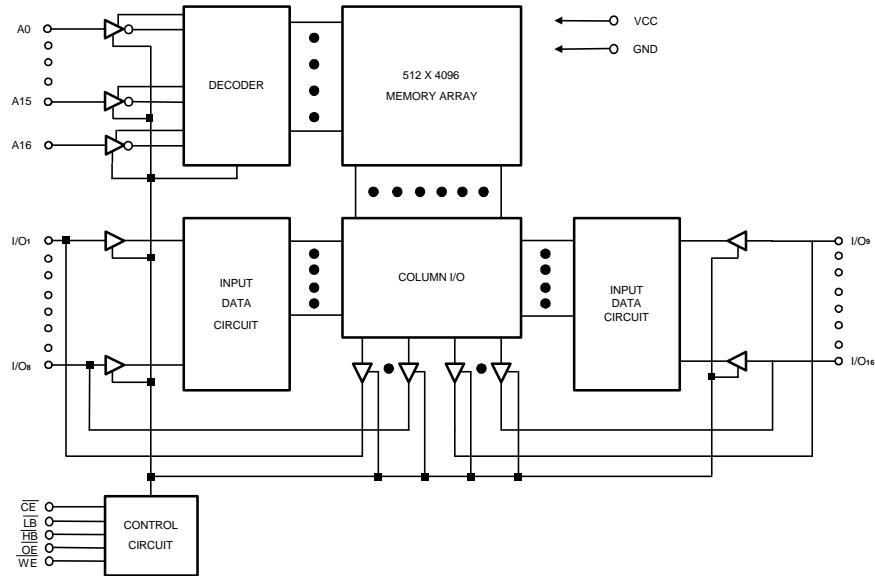 A0
A15
A16
DECODER
512 X 4096
MEMORY ARRAY
VCC
GND
I/O1
I/O8
INPUT
DATA
CIRCUIT
COLUMN I/O
INPUT
DATA
CIRCUIT
I/O9
I/O16
CE
LB
HB
OE
WE
CONTROL
CIRCUIT